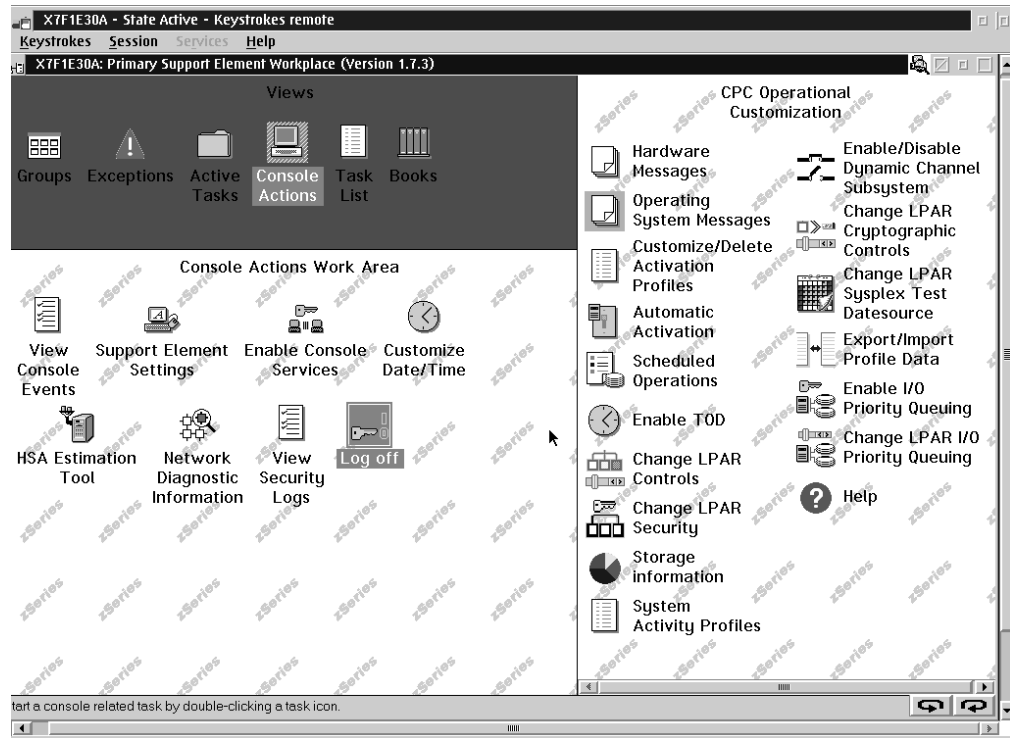 X7F1E30A - State Active - Keystrokes remote
Keystrokes Session Services Help
X7F1E30A: Primary Support Element Workplace (Version 1.7.3)
Views
Groups
Exceptions
Active
Tasks
Console
Actions
Task
List
Books
Console Actions Work Area
View
Console
Events
Support Element
Settings
Enable Console
Services
Customize
Date/Time
HSA Estimation
Tool
Network
Diagnostic
Information
View
Security
Logs
Log off
CPC Operational
Customization
Hardware
Messages
Operating
System Messages
Customize/Delete
Activation
Profiles
Automatic
Activation
Scheduled
Operations
Enable TOD
Change LPAR
Controls
Change LPAR
Security
Storage
information
System
Activity Profiles
Enable/Disable
Dynamic Channel
Subsystem
Change LPAR
Cryptographic
Controls
Change LPAR
Sysplex Test
Datesource
Export/Import
Profile Data
Enable I/O
Priority Queuing
Change LPAR I/O
Priority Queuing
Help
zSeries
tart a console related task by double-clicking a task icon.